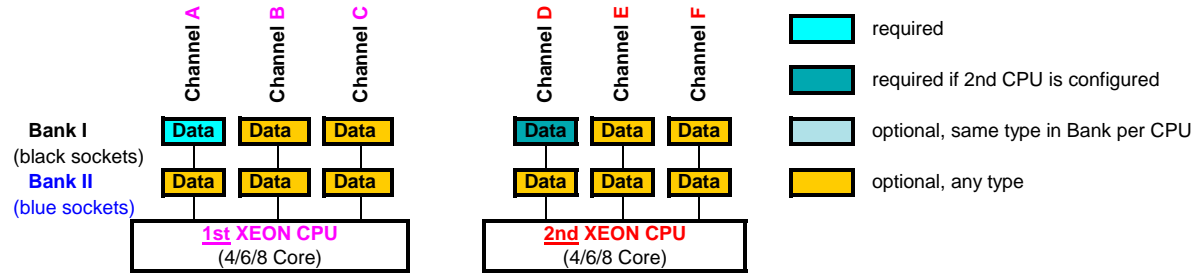 Channel A
Channel B
Channel C
Channel D
Channel E
Channel F
required
required if 2nd CPU is configured
optional, same type in Bank per CPU
optional, any type
Bank I
(black sockets)
Data Data Data Data Data Data
Bank II
(blue sockets)
Data Data Data Data Data Data
1st XEON CPU
(4/6/8 Core)
2nd XEON CPU
(4/6/8 Core)